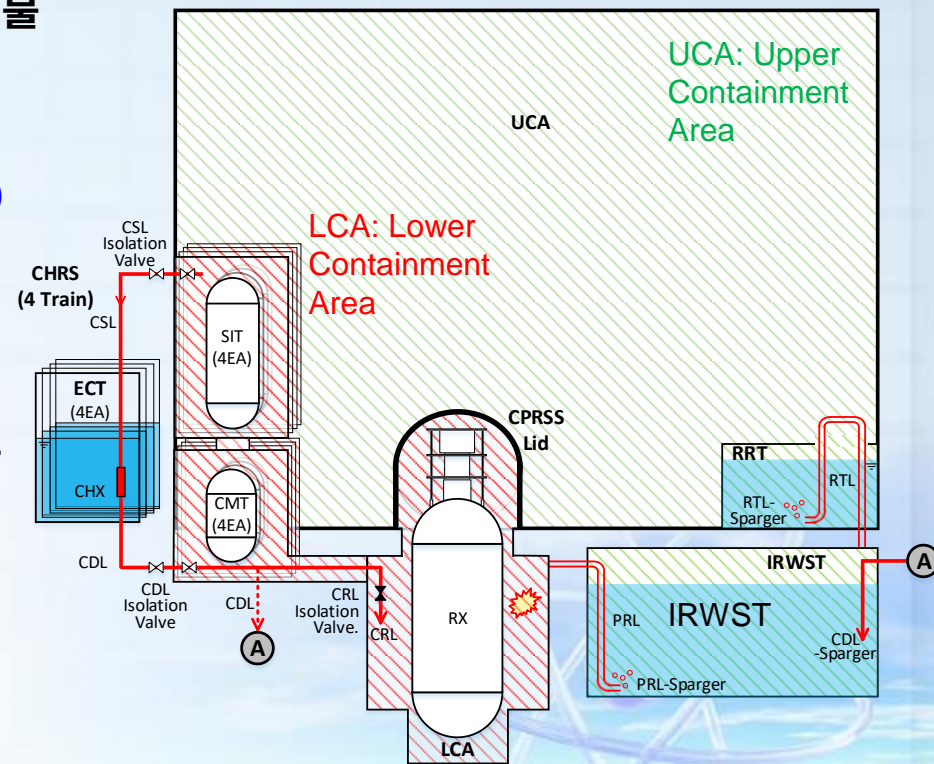 물
)
UCA: Upper
Containment
Area
UCA
LCA: Lower
Containment
Area
CSL
Isolation
Valve
CHRS
(4 Train)
CSL
SIT
(4EA)
ECT
(4EA)
CHX
CPRSS
Lid
CMT
(4EA)
RRT
RTL
RTL-
Sparger
CDL
CDL
Isolation
Valve
CDL
A
CRL
Isolation
Valve.
CRL
RX
LCA
IRWST
A
PRL
IRWST
CDL
-Sparger
PRL-Sparger